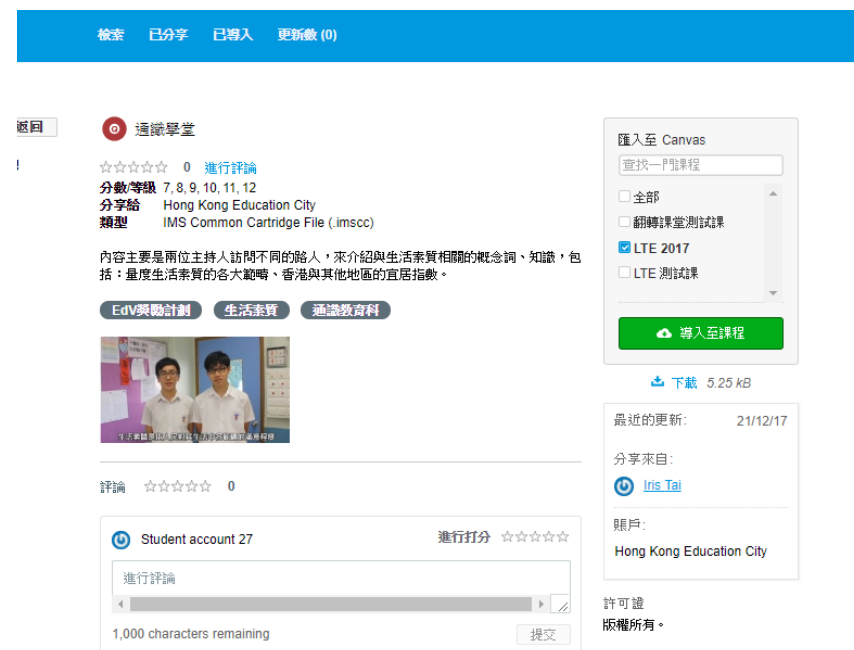 檢索 已分享 已導入 更新數 (0)
返回
通識學堂
0 進行評論
分數/等級 7, 8, 9, 10, 11, 12
分享給 Hong Kong Education City
類型 IMS Common Cartridge File (.imscc)
內容主要是兩位主持人訪問不同的路人，來介紹與生活素質相關的概念詞、知識，包
括：量度生活素質的各大範疇、香港與其他地區的宜居指數。
EdV獎勵計劃 生活素質 通識教育科
評論 0
Student account 27 進行打分
進行評論
1,000 characters remaining 提交
匯入至 Canvas
查找一門課程
全部
翻轉課堂測試課
LTE 2017
LTE 測試課
導入至課程
下載 5.25 kB
最近的更新: 21/12/17
分享來自:
Iris Tai
賬戶:
Hong Kong Education City
許可證
版權所有。